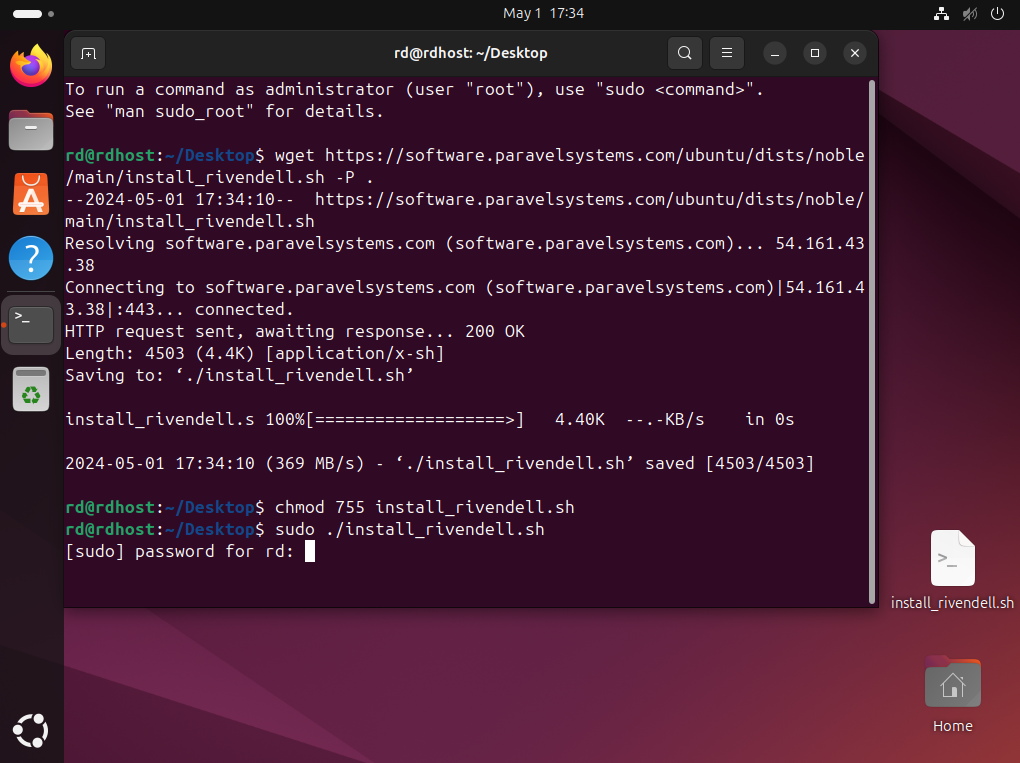 May 1 17:34
rd@rdhost: ~/Desktop
To run a command as administrator (user "root"), use "sudo <command>".
See "man sudo_root" for details.
rd@rdhost:~/Desktop$ wget https://software.paravelsystems.com/ubuntu/dists/noble
/main/install_rivendell.sh -P .
--2024-05-01 17:34:10-- https://software.paravelsystems.com/ubuntu/dists/noble/
main/install_rivendell.sh
Resolving software.paravelsystems.com (software.paravelsystems.com)... 54.161.43
.38
Connecting to software.paravelsystems.com (software.paravelsystems.com)|54.161.4
3.38|:443... connected.
HTTP request sent, awaiting response... 200 OK
Length: 4503 (4.4K) [application/x-sh]
Saving to: ‘./install_rivendell.sh’
install_rivendell.s 100%[===================>] 4.40K --.-KB/s in 0s
2024-05-01 17:34:10 (369 MB/s) - ‘./install_rivendell.sh’ saved [4503/4503]
rd@rdhost:~/Desktop$ chmod 755 install_rivendell.sh
rd@rdhost:~/Desktop$ sudo ./install_rivendell.sh
[sudo] password for rd:
install_rivendell.sh
Home